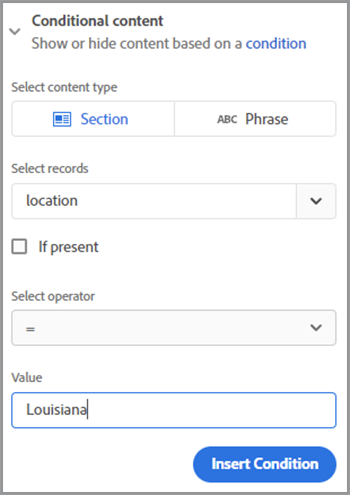 Conditional content
Show or hide content based on a condition
Select content type
Section
ABC Phrase
Select records
location
If present
Select operator
=
Value
Louisiana
Insert Condition